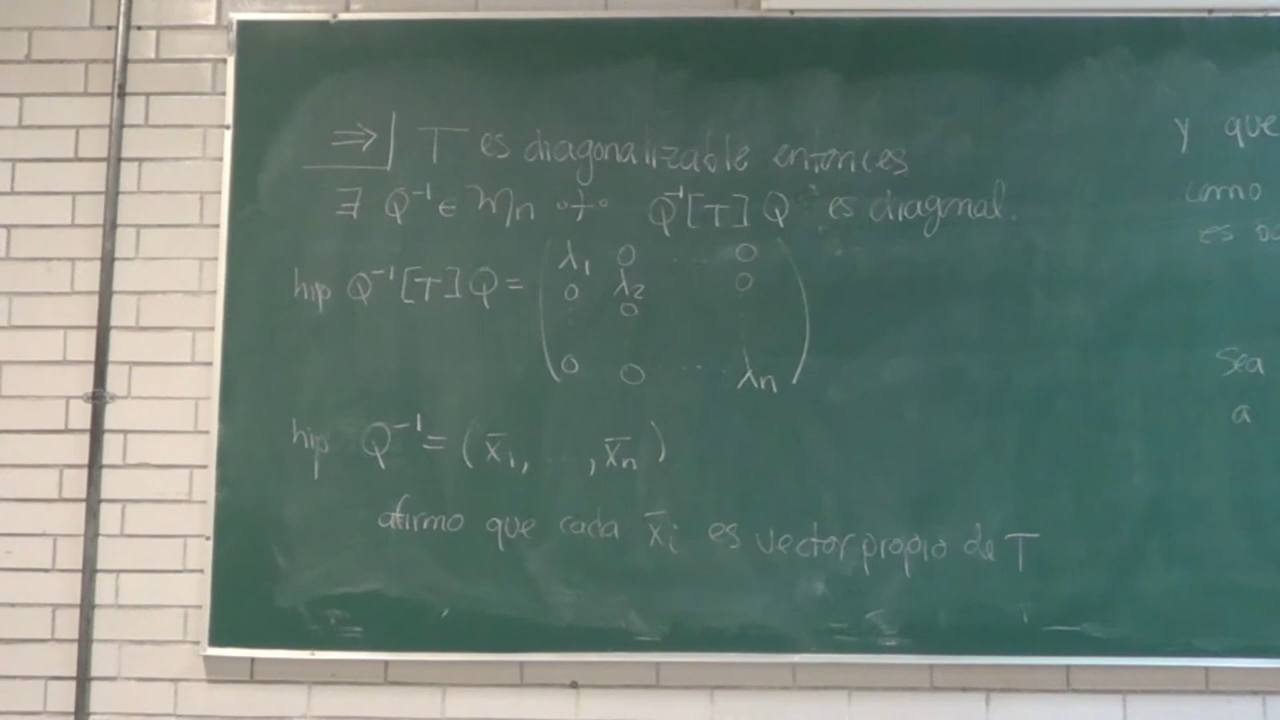 ⇒| T es diagonalizable entonces
∃ Q⁻¹ ∈ Mn ∘+∘ Q⁻¹[T]Q es diagonal.
hip Q⁻¹[T]Q = ( λ₁ 0 ... 0
0 λ₂ 0
0
0 0 ... λn )
hip Q⁻¹ = ( x̄₁, ... , x̄n )
afirmo que cada x̄i es vector propio de T
y que
como
es
Sea
a